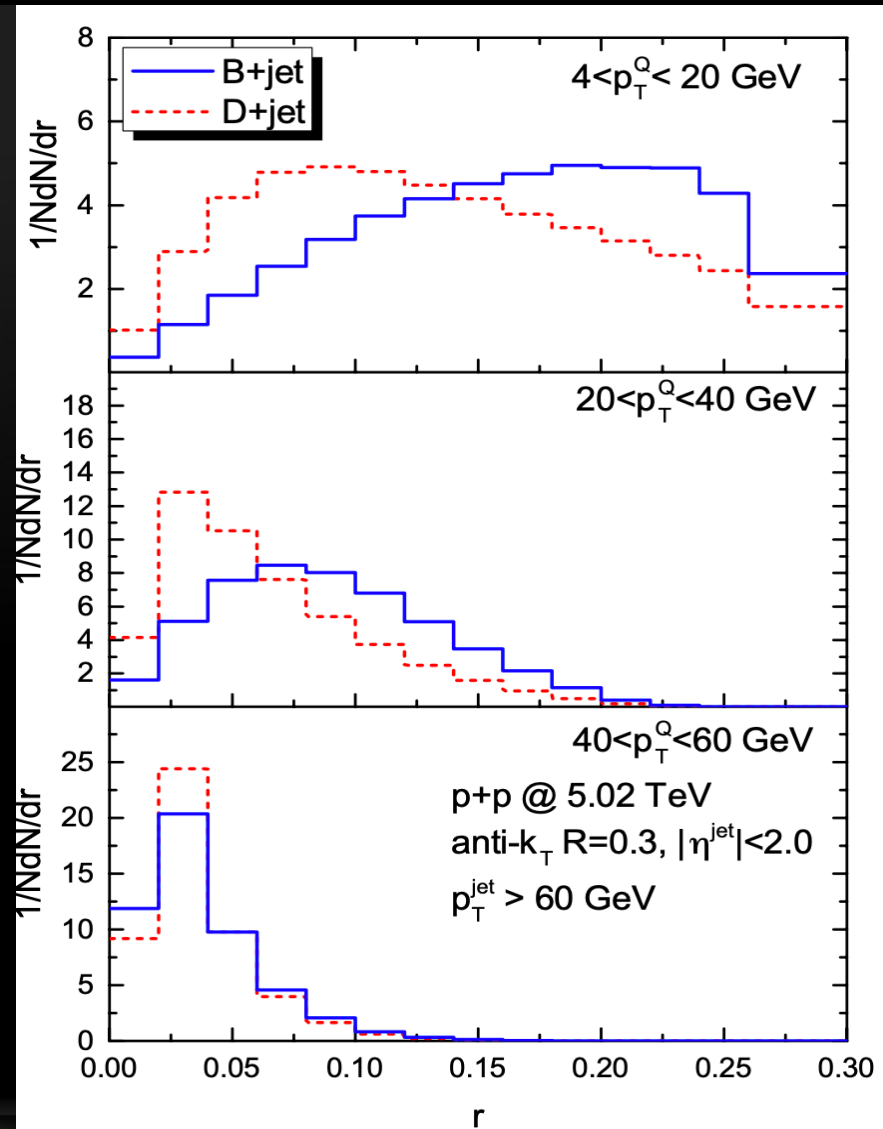 B+jet
D+jet
4<p_T^Q< 20 GeV
1/NdN/dr
8
6
4
2
20<p_T^Q<40 GeV
1/NdN/dr
18
16
14
12
10
8
6
4
2
40<p_T^Q<60 GeV
p+p @ 5.02 TeV
anti-k_T R=0.3, |η^jet|<2.0
p_T^jet > 60 GeV
1/NdN/dr
25
20
15
10
5
0
0.00 0.05 0.10 0.15 0.20 0.25 0.30
r